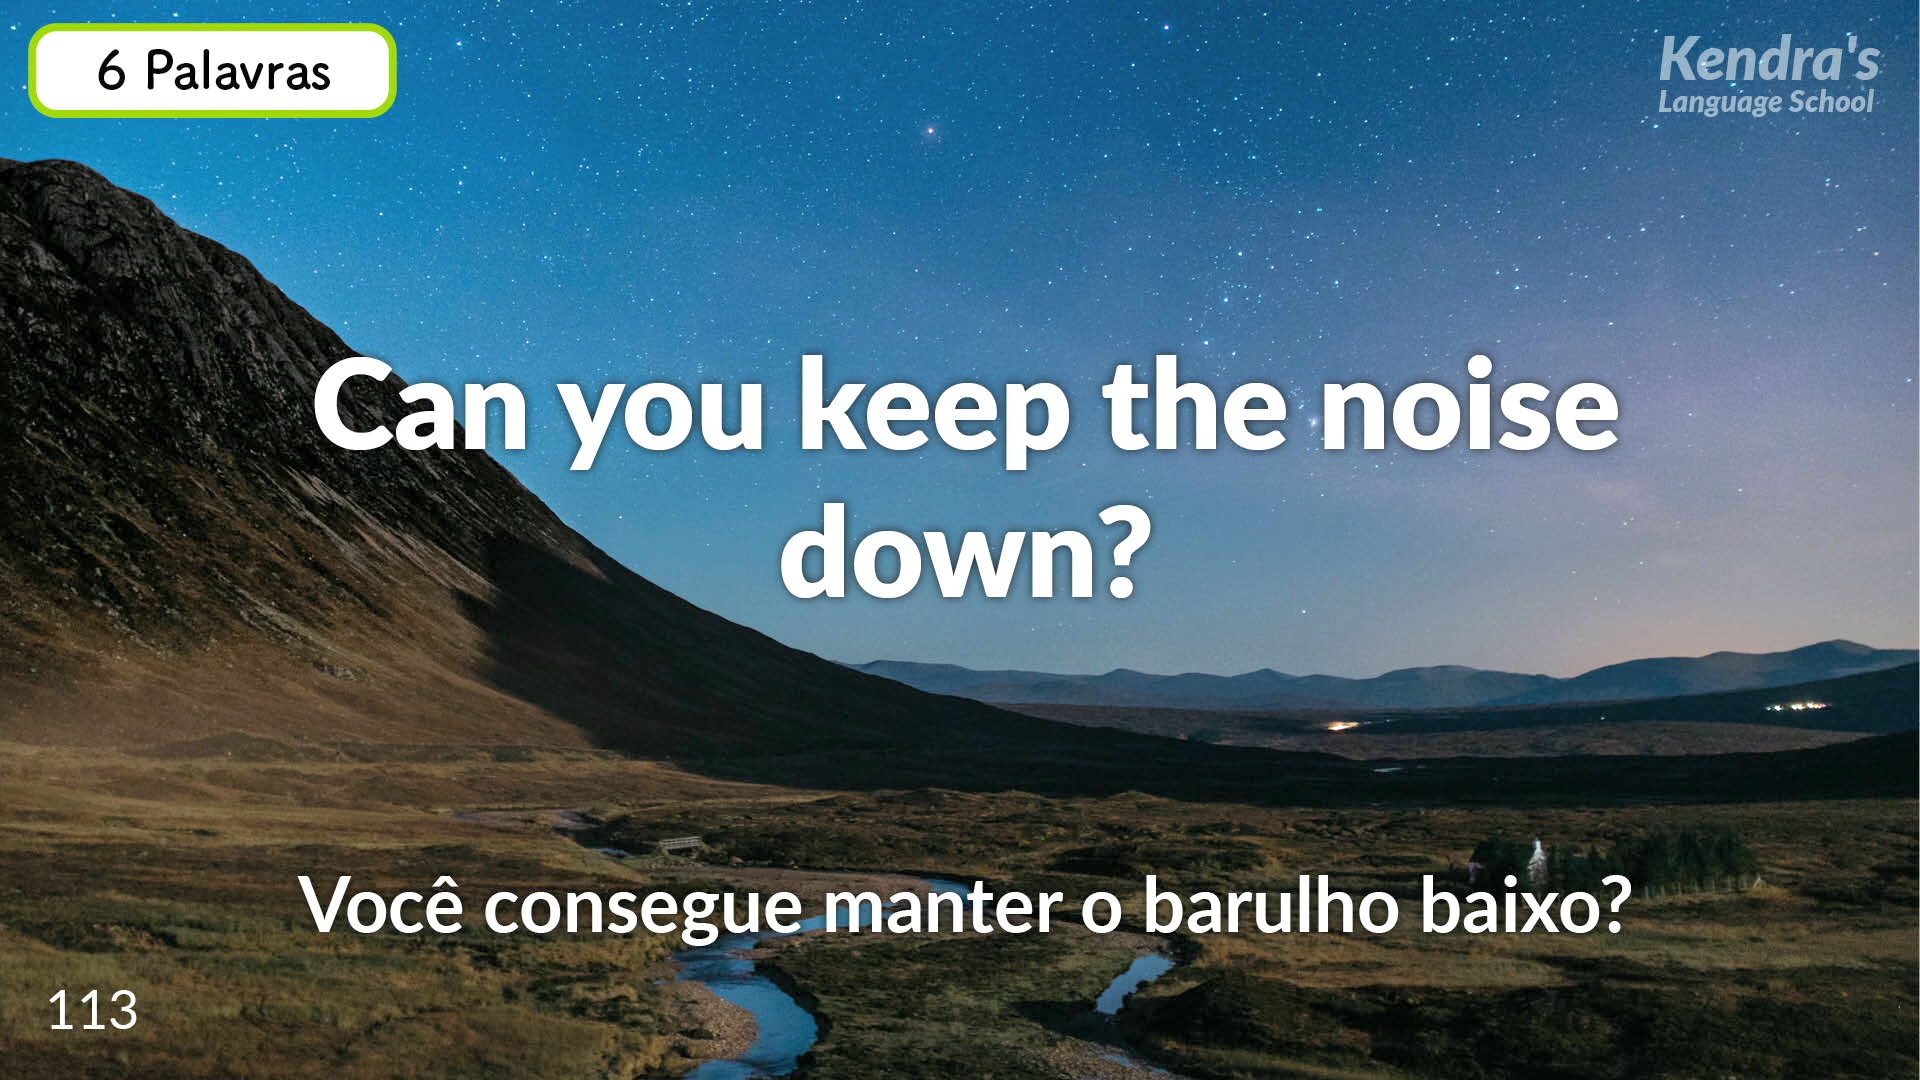 6 Palavras
Kendra's
Language School
Can you keep the noise
down?
Você consegue manter o barulho baixo?
113